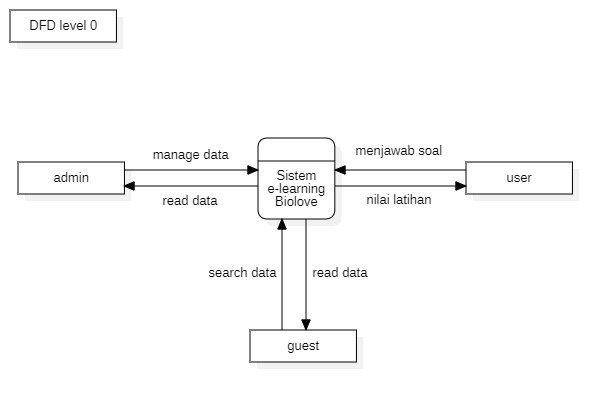 DFD level 0
manage data
menjawab soal
admin
Sistem
e-learning
Biolove
user
read data
nilai latihan
search data
read data
guest